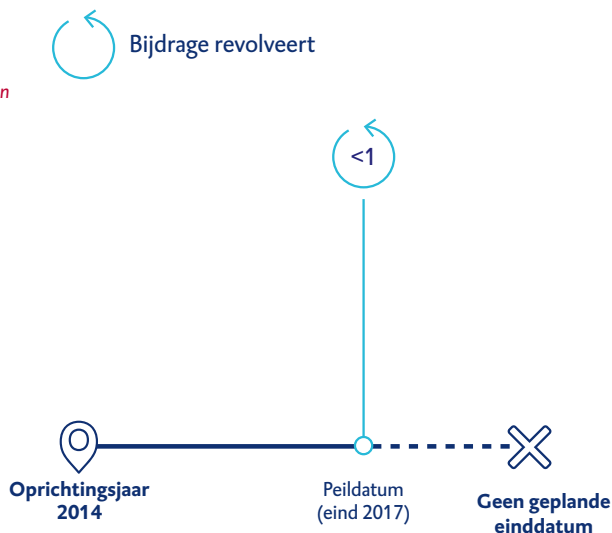 Bijdrage revolveert
n
<1
Oprichtingsjaar
2014
Peildatum
(eind 2017)
Geen geplande
einddatum